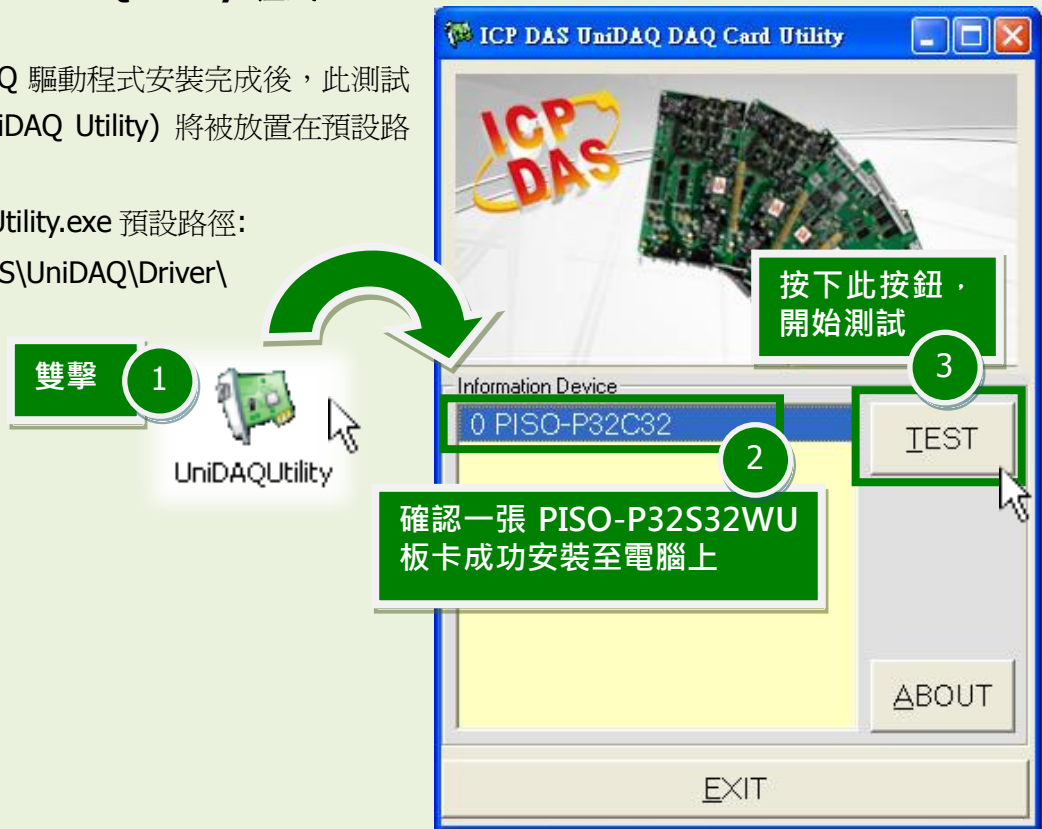 Q 驅動程式安裝完成後，此測試
iDAQ Utility) 將被放置在預設路
Utility.exe 預設路徑:
S\UniDAQ\Driver\
雙擊
1
UniDAQUtility
ICP DAS UniDAQ DAQ Card Utility
ICP
DAS
按下此按鈕，
開始測試
3
Information Device
0 PISO-P32C32
TEST
2
確認一張 PISO-P32S32WU
板卡成功安裝至電腦上
ABOUT
EXIT